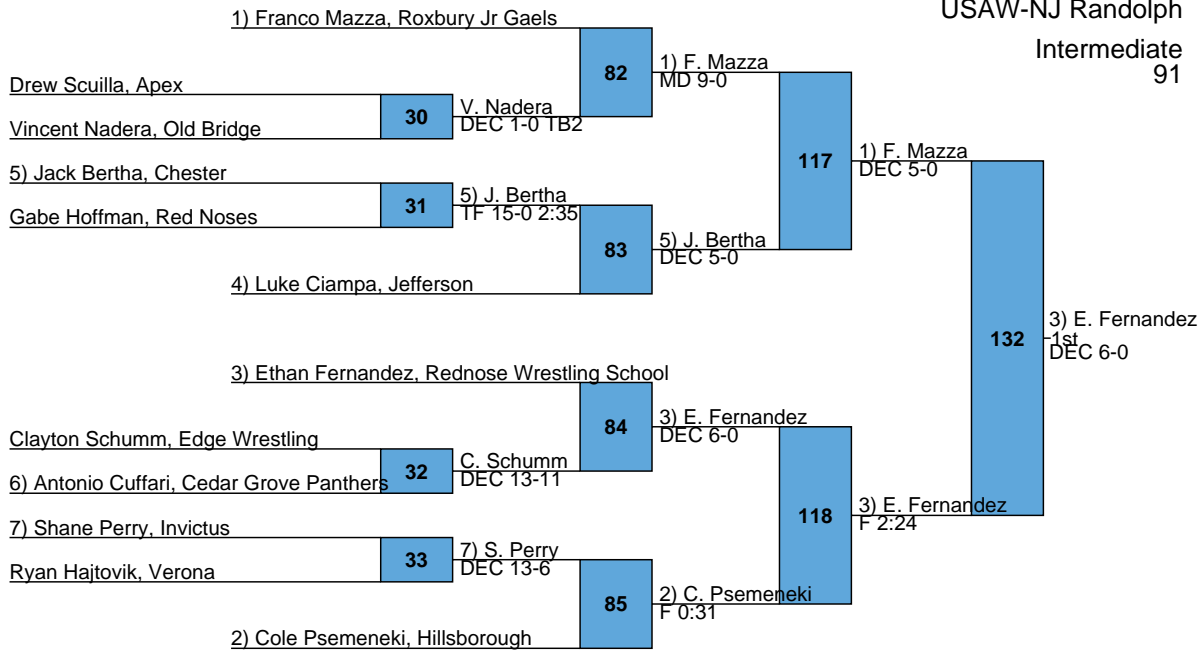 USAW-NJ Randolph
Intermediate
91
1) Franco Mazza, Roxbury Jr Gaels
82
1) F. Mazza
MD 9-0
Drew Scuilla, Apex
30
V. Nadera
DEC 1-0 TB2
Vincent Nadera, Old Bridge
117
1) F. Mazza
DEC 5-0
5) Jack Bertha, Chester
31
5) J. Bertha
TF 15-0 2:35
Gabe Hoffman, Red Noses
83
5) J. Bertha
DEC 5-0
4) Luke Ciampa, Jefferson
132
3) E. Fernandez
1st
DEC 6-0
3) Ethan Fernandez, Rednose Wrestling School
84
3) E. Fernandez
DEC 6-0
Clayton Schumm, Edge Wrestling
32
C. Schumm
DEC 13-11
6) Antonio Cuffari, Cedar Grove Panthers
118
3) E. Fernandez
F 2:24
7) Shane Perry, Invictus
33
7) S. Perry
DEC 13-6
Ryan Hajtovik, Verona
85
2) C. Psemeneki
F 0:31
2) Cole Psemeneki, Hillsborough